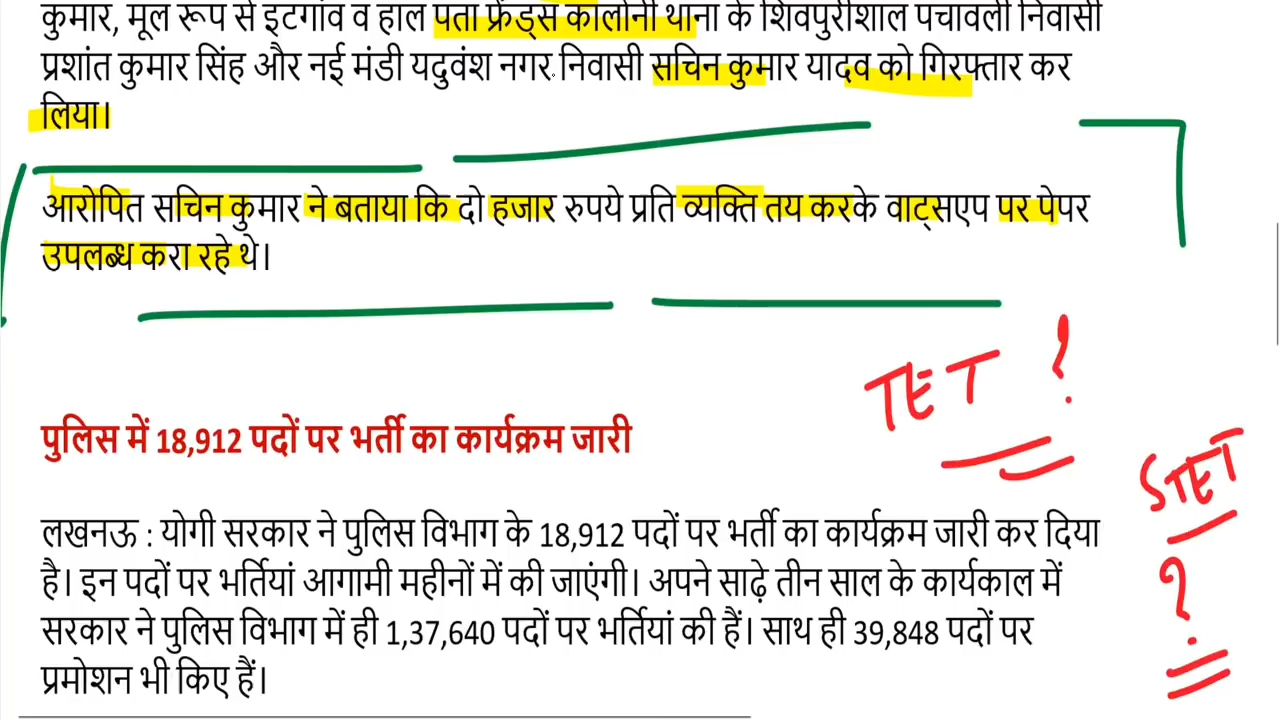 कुमार, मूल रूप से इटगांव व हाल पता फ्रेंड्स कालोनी थाना के शिवपुरीशाल पचावली निवासी
प्रशांत कुमार सिंह और नई मंडी यदुवंश नगर निवासी सचिन कुमार यादव को गिरफ्तार कर
लिया।
आरोपित सचिन कुमार ने बताया कि दो हजार रुपये प्रति व्यक्ति तय करके वाट्सएप पर पेपर
उपलब्ध करा रहे थे।
TET ?
पुलिस में 18,912 पदों पर भर्ती का कार्यक्रम जारी
STET
?
लखनऊ : योगी सरकार ने पुलिस विभाग के 18,912 पदों पर भर्ती का कार्यक्रम जारी कर दिया
है। इन पदों पर भर्तियां आगामी महीनों में की जाएंगी। अपने साढ़े तीन साल के कार्यकाल में
सरकार ने पुलिस विभाग में ही 1,37,640 पदों पर भर्तियां की हैं। साथ ही 39,848 पदों पर
प्रमोशन भी किए हैं।